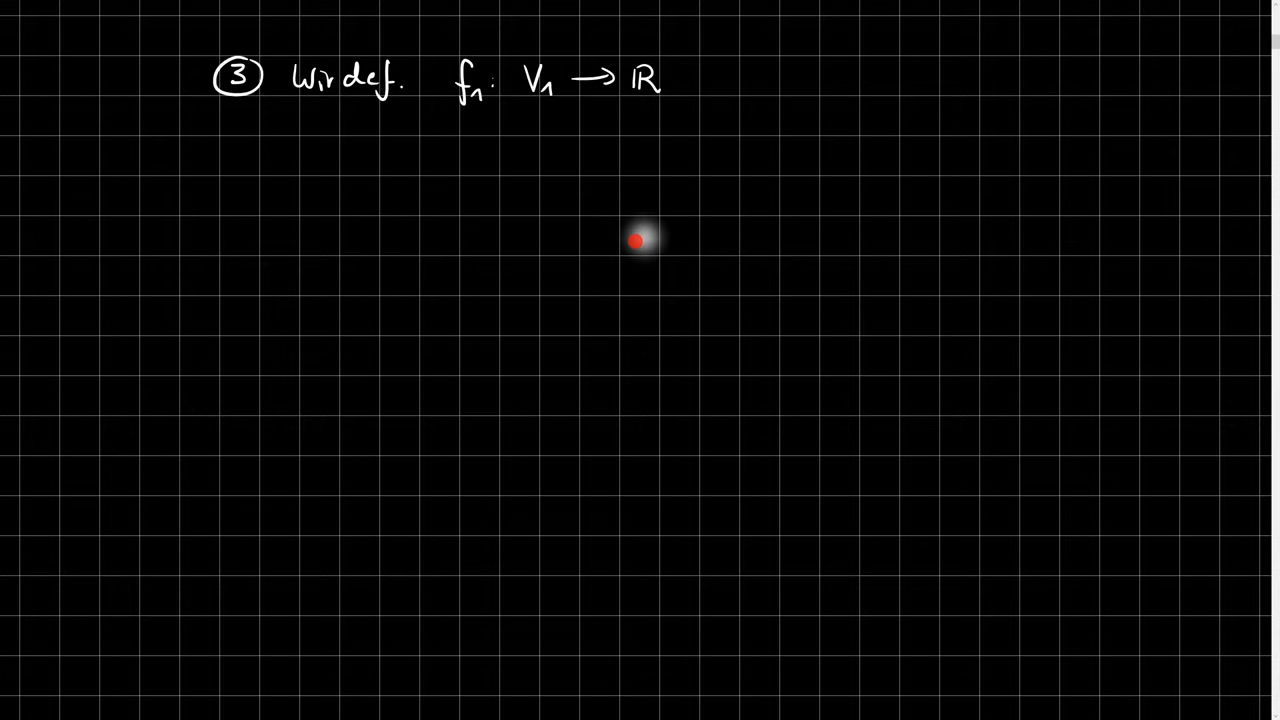 ③ Wir def. f₁: V₁ → ℝ